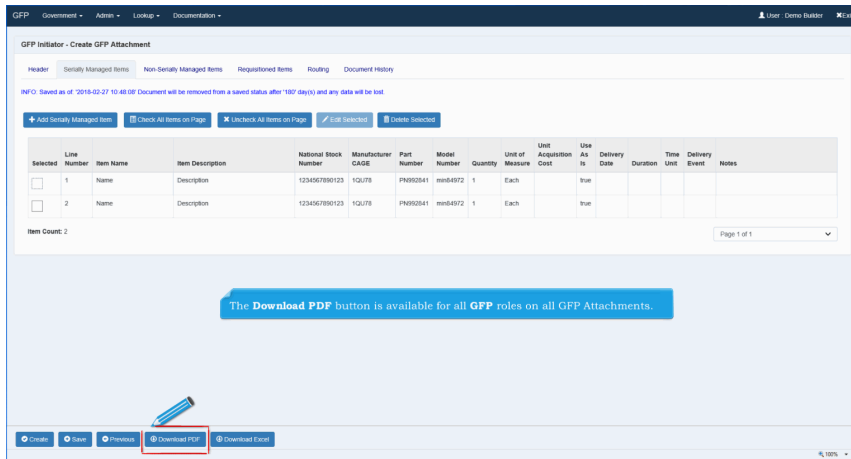 GFP Government Admin Lookup Documentation User : Demo Builder Exi
GFP Initiator - Create GFP Attachment
Header Serially Managed Items Non-Serially Managed Items Requisitioned Items Routing Document History
INFO: Saved as of: '2018-02-27 10:48:08' Document will be removed from a saved status after '180' day(s) and any data will be lost.
Add Serially Managed Item Check All Items on Page Uncheck All Items on Page Edit Selected Delete Selected
Selected Line Number Item Name Item Description National Stock Number Manufacturer CAGE Part Number Model Number Quantity Unit of Measure Unit Acquisition Cost Use As Is Delivery Date Duration Time Unit Delivery Event Notes
1 Name Description 1234567890123 1QU78 PN992841 min84972 1 Each true
2 Name Description 1234567890123 1QU78 PN992841 min84972 1 Each true
Item Count: 2
Page 1 of 1
The Download PDF button is available for all GFP roles on all GFP Attachments.
Create Save Previous Download PDF Download Excel
100%